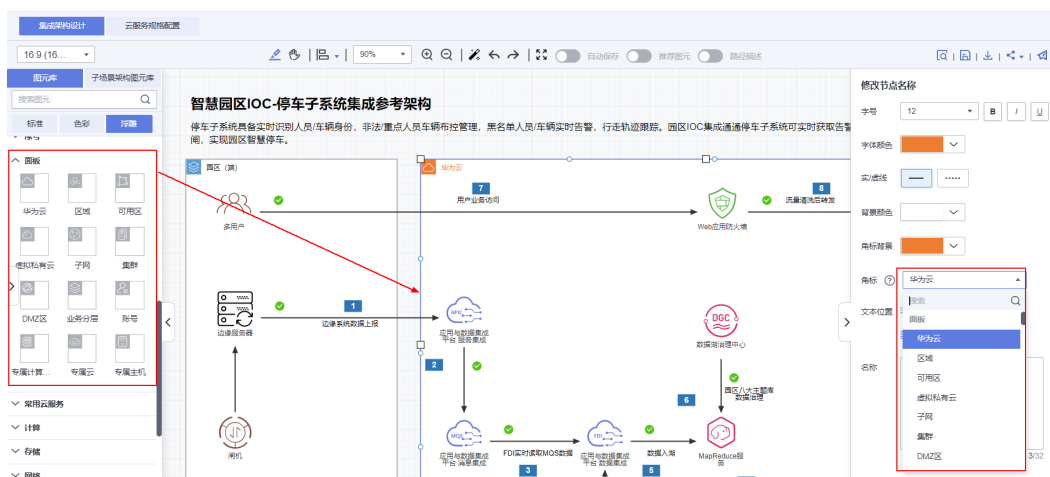 集成架构设计 云服务规格配置
16:9 (16... 90% 自动保存 推荐图元 路径描述
图元库 子场景架构图元库
搜索图元
标准 色彩 浮雕
面板
华为云 区域 可用区
虚拟私有云 子网 集群
DMZ区 业务分层 账号
专属计算... 专属云 专属主机
常用云服务
计算
存储
网络
智慧园区IOC-停车子系统集成参考架构
停车子系统具备实时识别人员/车辆身份，非法/重点人员车辆布控管理，黑名单人员/车辆实时告警，行走轨迹跟踪。园区IOC集成通通停车子系统可实时获取告警
闸，实现园区智慧停车。
园区 (端)
华为云
7
用户业务访问
8
流量清洗后转发
多用户
Web应用防火墙
1
边缘系统数据上报
边缘服务器
APIC
应用与数据集成
平台 服务集成
DGC
数据湖治理中心
2
园区八大主题库
数据治理
6
闸机
MQS
应用与数据集成
平台 消息集成
FDI实时读取MQS数据
3
FDI
应用与数据集成
平台 数据集成
数据入湖
5
MapReduce服
务
修改节点名称
字号 12 B I U
字体颜色
实/虚线
背景颜色
角标背景
角标 ? 华为云
搜索
文本位置
面板
华为云
区域
名称
可用区
虚拟私有云
子网
集群
DMZ区
3/32